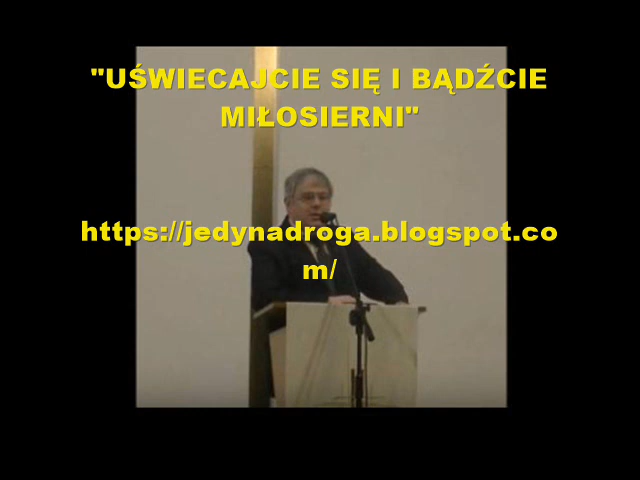 "UŚWIECAJCIE SIĘ I BĄDŹCIE
MIŁOSIERNI"
https://jedynadroga.blogspot.co
m/